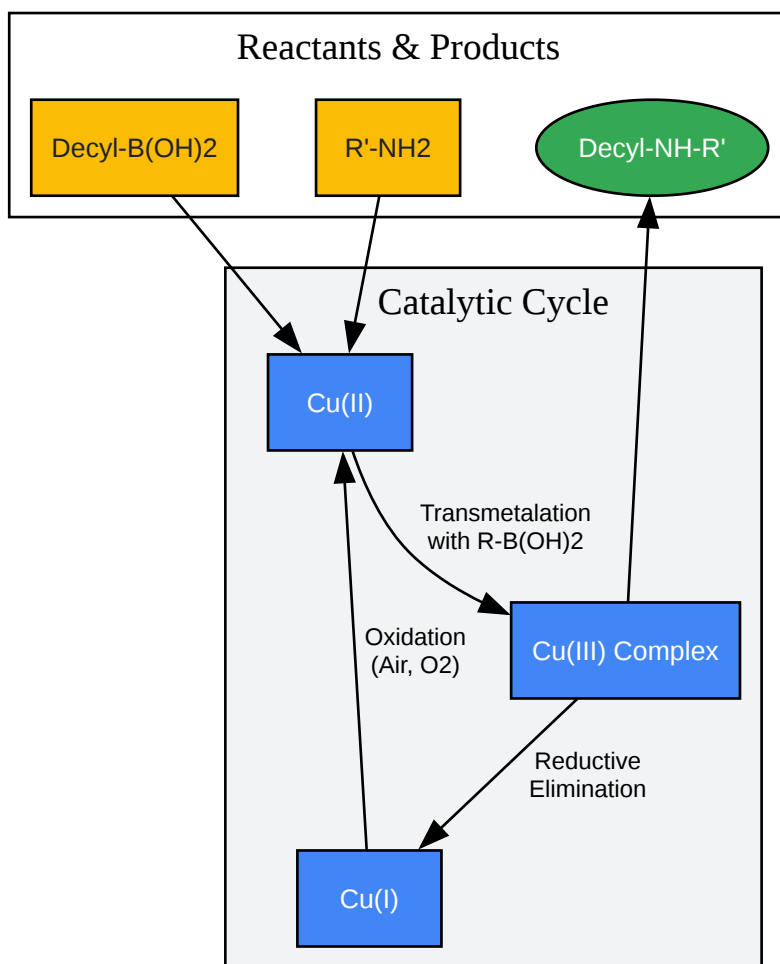 Reactants & Products
Decyl-B(OH)2
R'-NH2
Decyl-NH-R'
Catalytic Cycle
Cu(II)
Transmetalation
with R-B(OH)2
Oxidation
(Air, O2)
Cu(III) Complex
Reductive
Elimination
Cu(I)